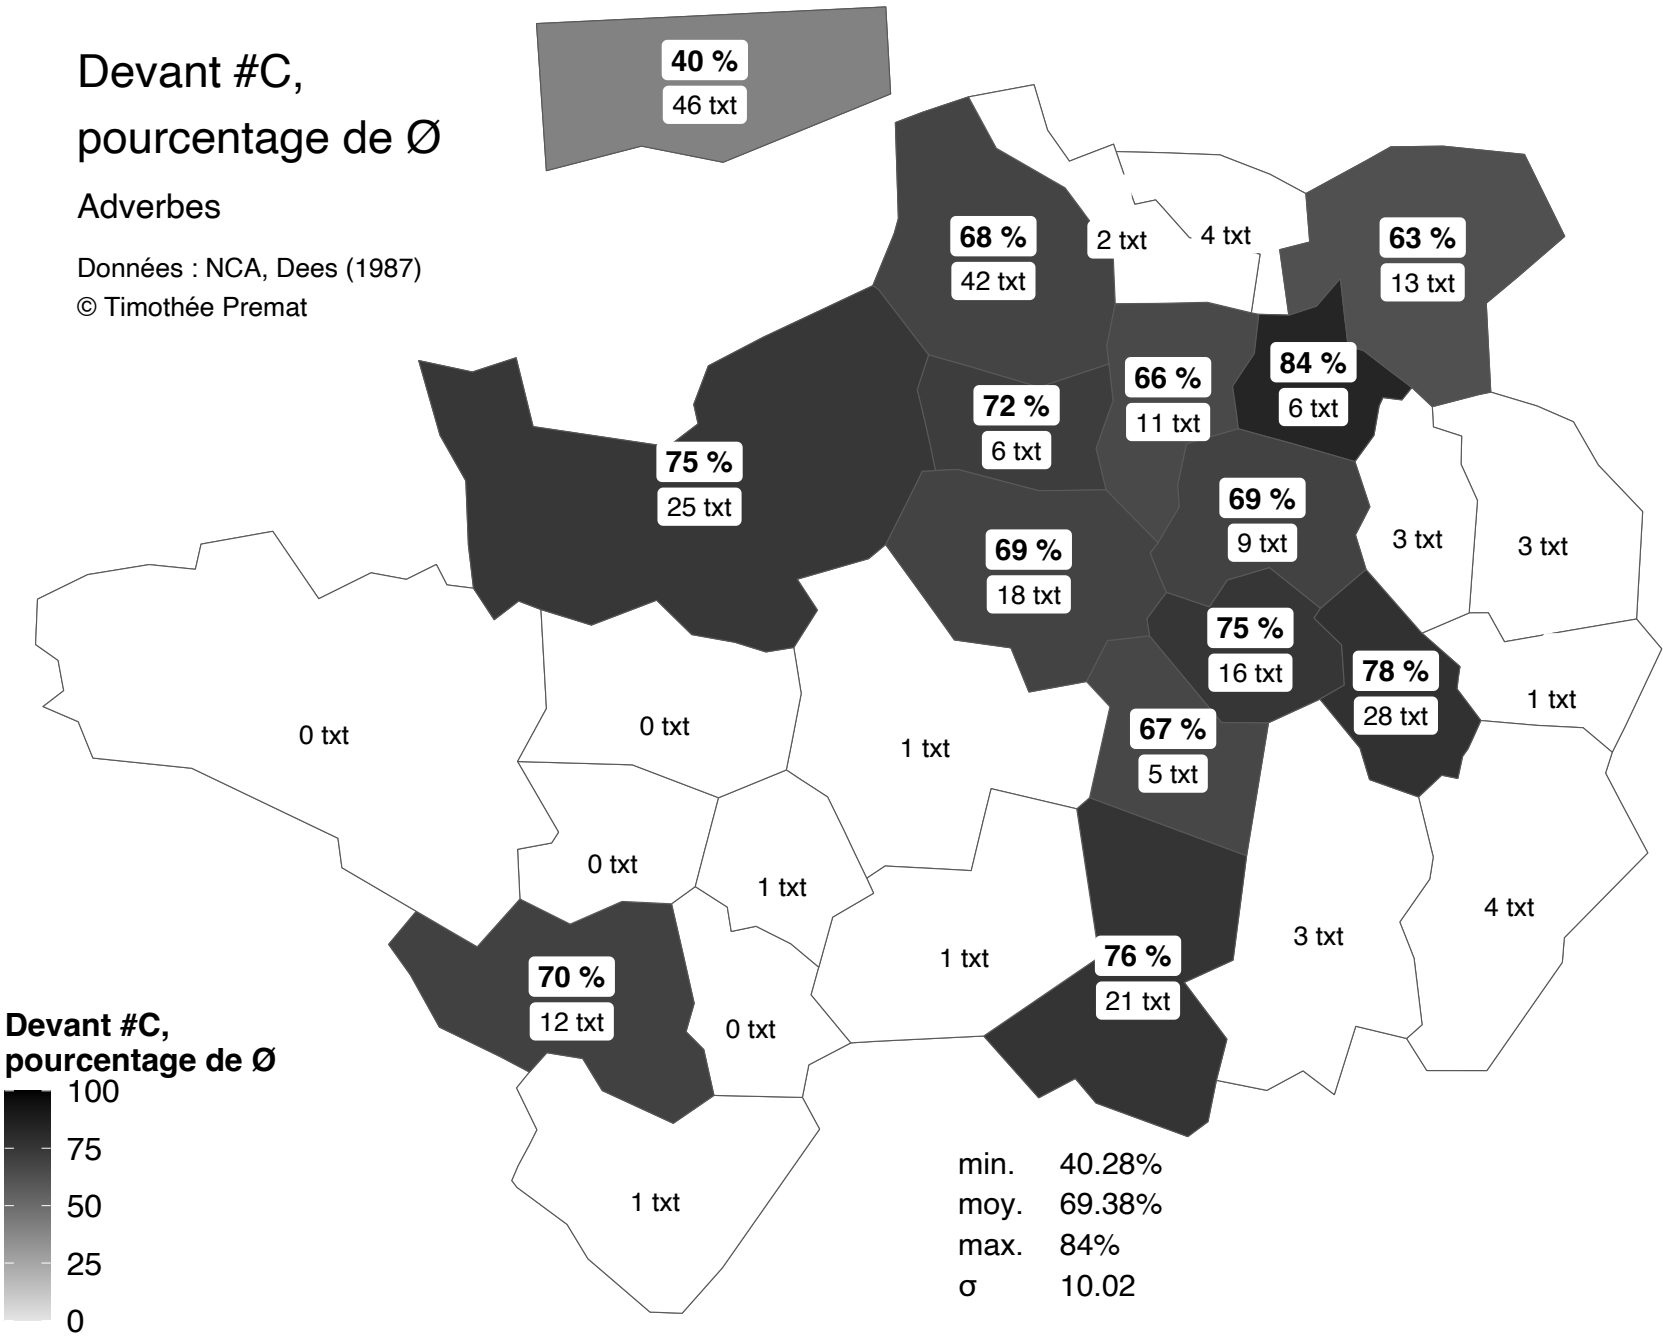 Devant #C,
pourcentage de Ø
Adverbes
Données : NCA, Dees (1987)
© Timothée Premat
40 %
46 txt
68 %
42 txt
2 txt
4 txt
63 %
13 txt
84 %
6 txt
66 %
11 txt
72 %
6 txt
75 %
25 txt
69 %
9 txt
69 %
18 txt
3 txt
3 txt
75 %
16 txt
78 %
28 txt
1 txt
67 %
5 txt
0 txt
0 txt
1 txt
0 txt
1 txt
4 txt
3 txt
1 txt
76 %
21 txt
70 %
12 txt
0 txt
1 txt
Devant #C,
pourcentage de Ø
100
75
50
25
0
min. 40.28%
moy. 69.38%
max. 84%
σ 10.02